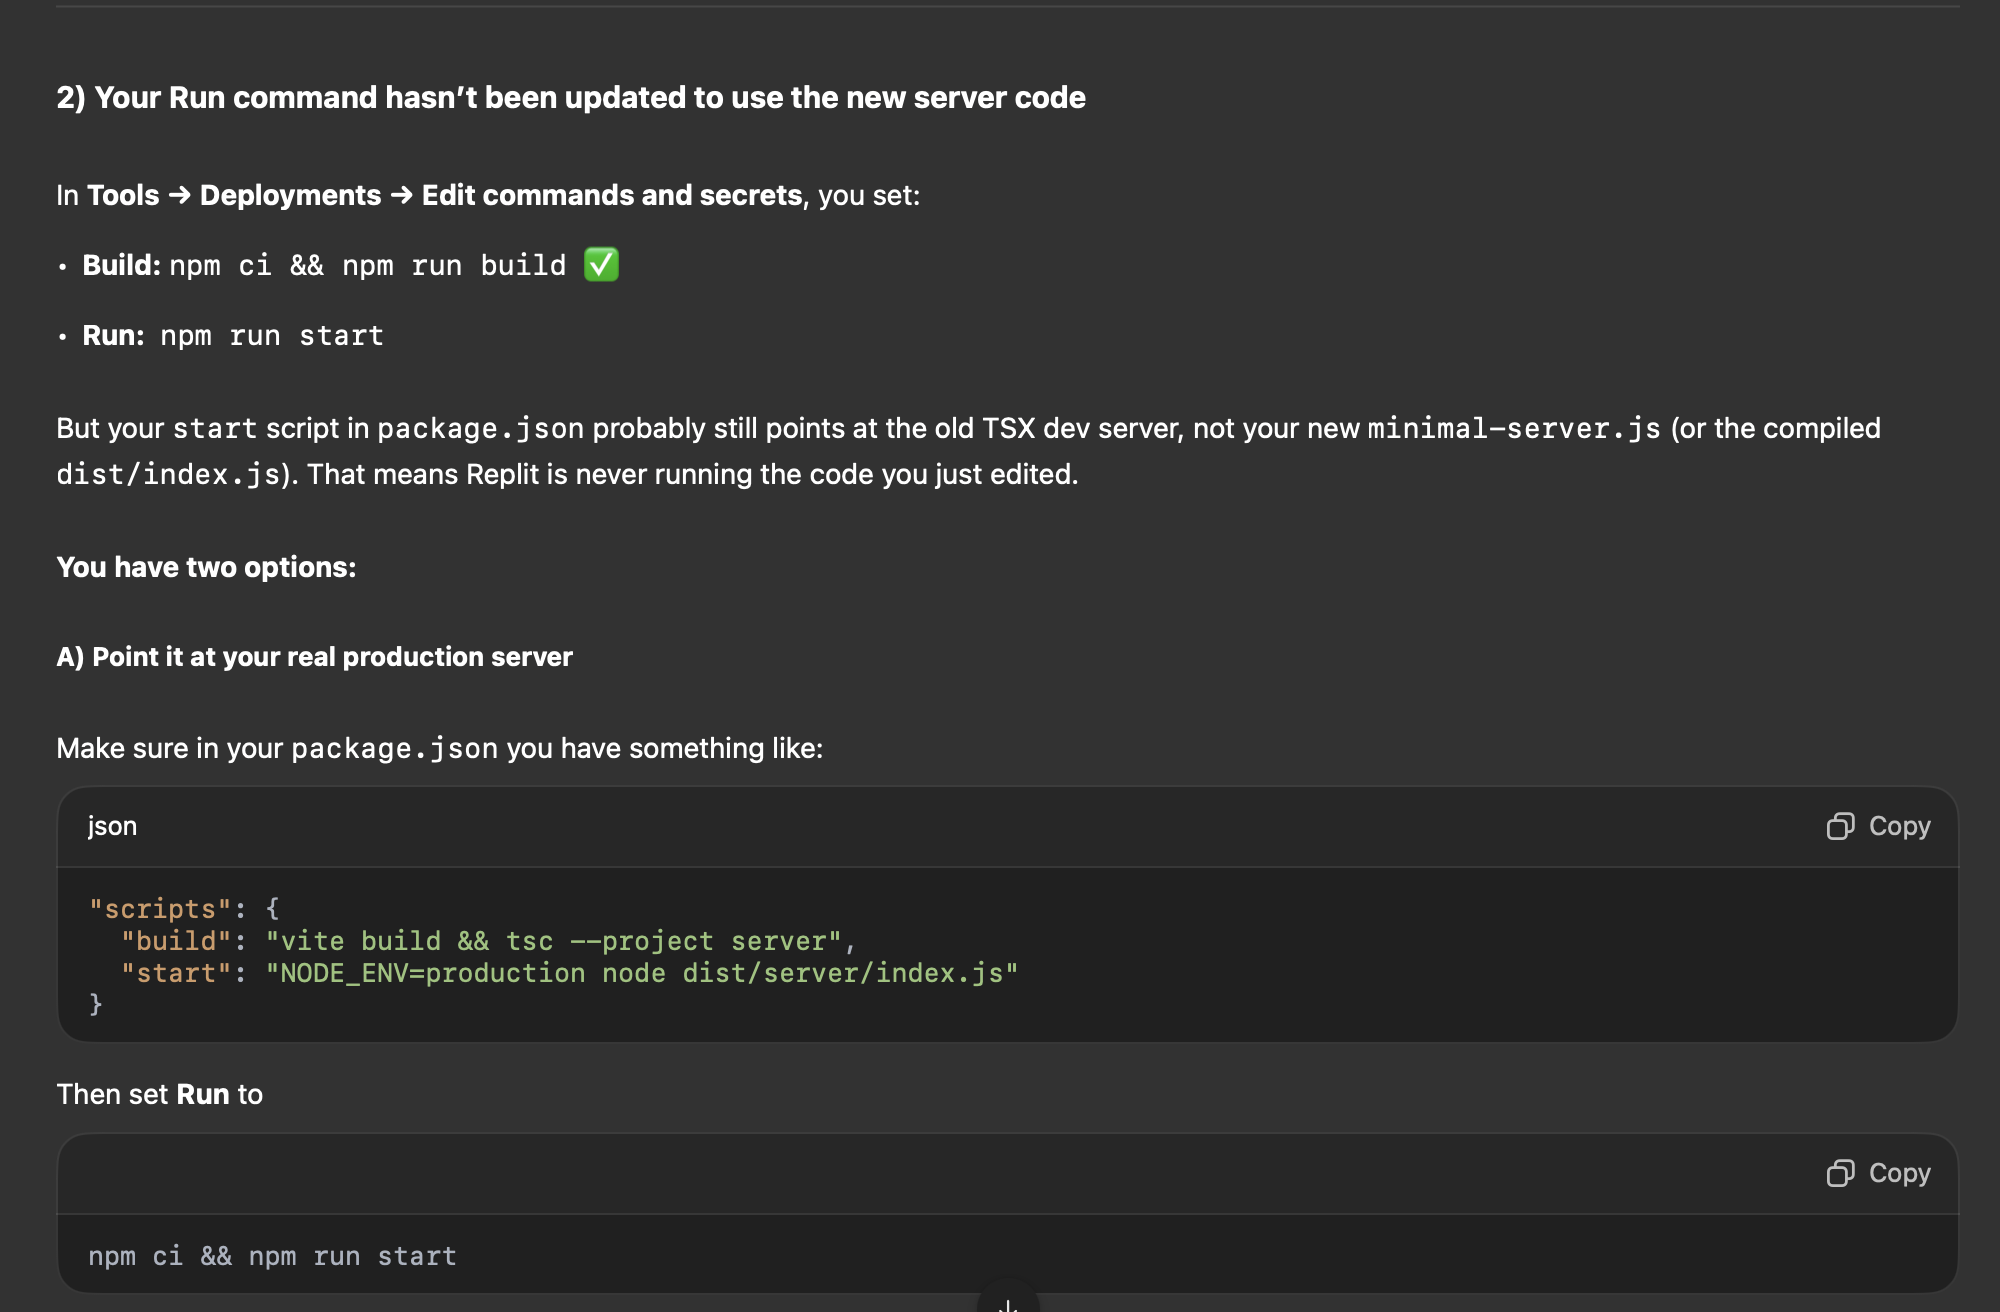 2) Your Run command hasn’t been updated to use the new server code
In Tools → Deployments → Edit commands and secrets, you set:
• Build: npm ci && npm run build ✅
• Run: npm run start
But your start script in package.json probably still points at the old TSX dev server, not your new minimal-server.js (or the compiled
dist/index.js). That means Replit is never running the code you just edited.
You have two options:
A) Point it at your real production server
Make sure in your package.json you have something like:
json
Copy
"scripts": {
  "build": "vite build && tsc --project server",
  "start": "NODE_ENV=production node dist/server/index.js"
}
Then set Run to
Copy
npm ci && npm run start